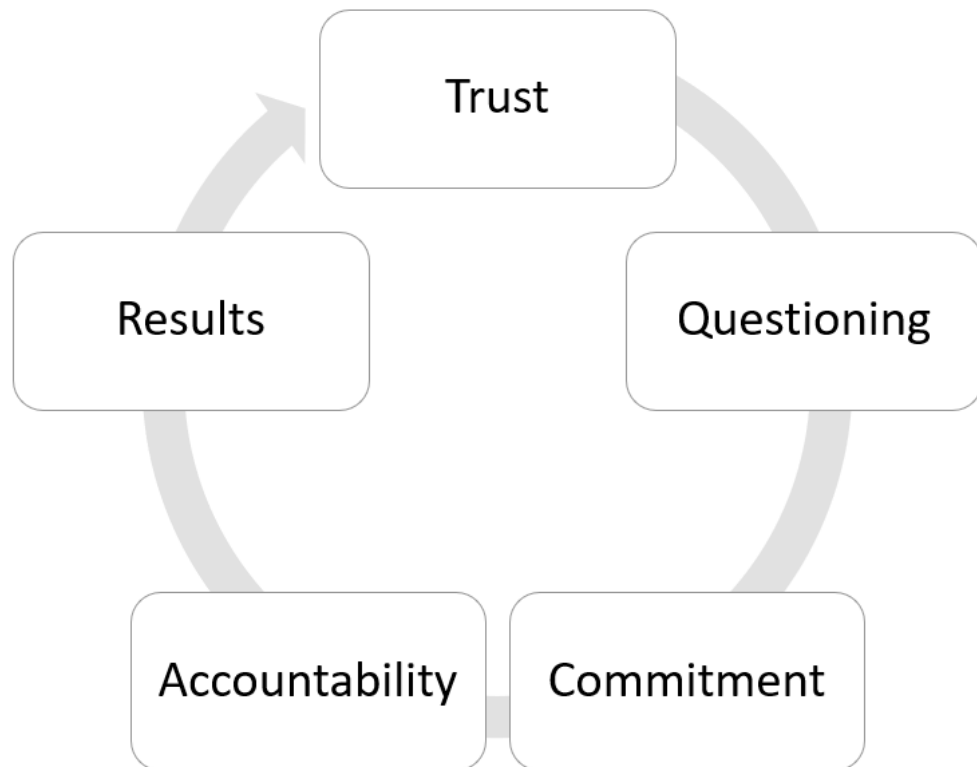 Trust
Questioning
Commitment
Accountability
Results